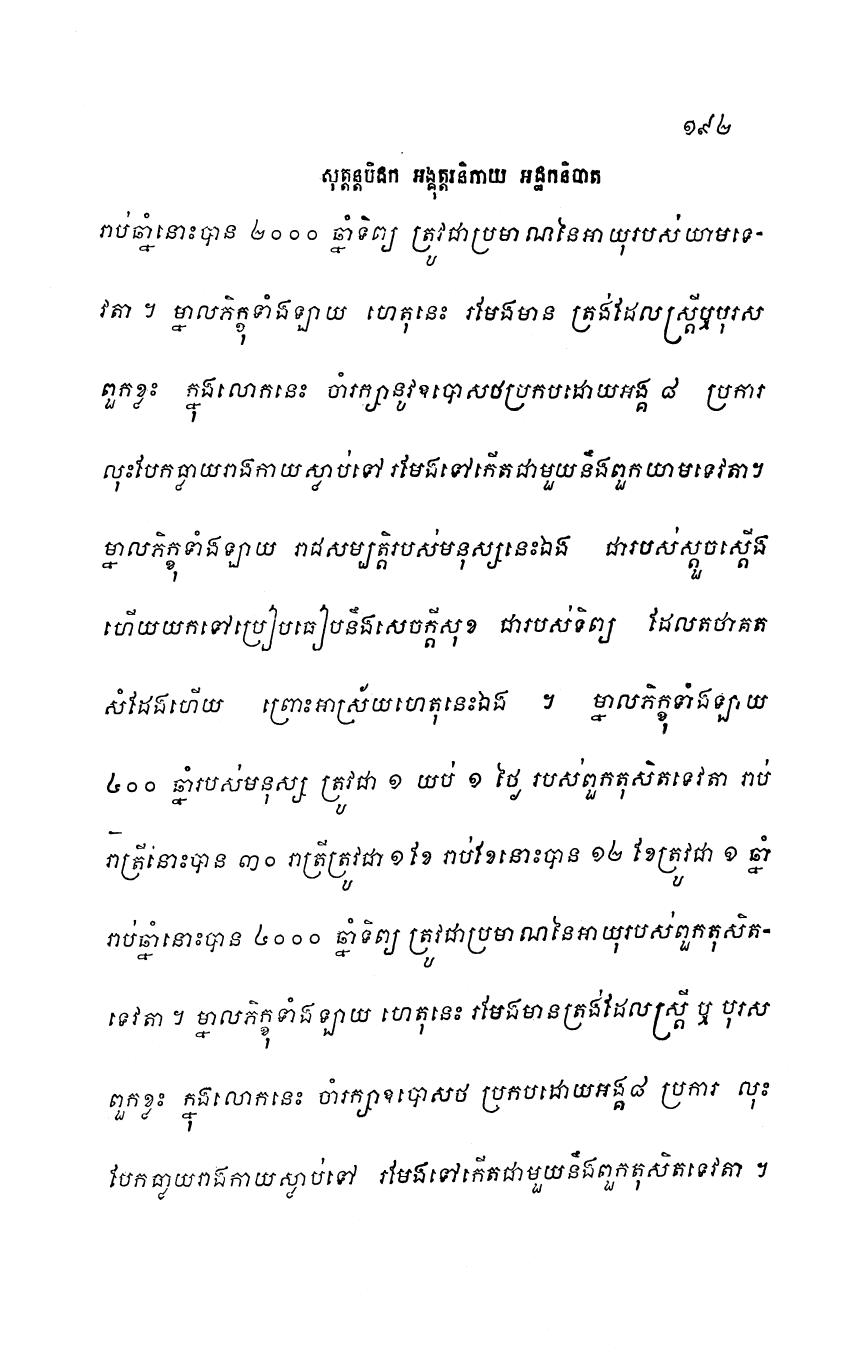 ១៩២
សុត្តន្តបិដក អង្គុត្តរនិកាយ អដ្ឋកនិបាត
រាប់ឆ្នាំនោះបាន ២០០០ ឆ្នាំទិព្យ ត្រូវជាប្រមាណនៃអាយុរបស់យាមទេ-
វតា ។ ម្នាលភិក្ខុទាំងឡាយ ហេតុនេះ រមែងមាន ត្រង់ដែលស្ត្រីឬបុរស
ពួកខ្លះ ក្នុងលោកនេះ ចាំរក្សានូវឧបោសថប្រកបដោយអង្គ ៨ ប្រការ
លុះបែកធ្លាយរាងកាយស្លាប់ទៅ រមែងទៅកើតជាមួយនឹងពួកយាមទេវតា។
ម្នាលភិក្ខុទាំងឡាយ រាជសម្បត្តិរបស់មនុស្សនេះឯង ជារបស់ស្តួចស្តើង
ហើយយកទៅប្រៀបធៀបនឹងសេចក្តីសុខ ជារបស់ទិព្យ ដែលតថាគត
សំដែងហើយ ព្រោះអាស្រ័យហេតុនេះឯង ។ ម្នាលភិក្ខុទាំងឡាយ
៤០០ ឆ្នាំរបស់មនុស្ស ត្រូវជា ១ យប់ ១ ថ្ងៃ របស់ពួកតុសិតទេវតា រាប់
រាត្រីនោះបាន ៣០ រាត្រីត្រូវជា ១ ខែ រាប់ខែនោះបាន ១២ ខែត្រូវជា ១ ឆ្នាំ
រាប់ឆ្នាំនោះបាន ៤០០០ ឆ្នាំទិព្យ ត្រូវជាប្រមាណនៃអាយុរបស់ពួកតុសិត-
ទេវតា ។ ម្នាលភិក្ខុទាំងឡាយ ហេតុនេះ រមែងមានត្រង់ដែលស្ត្រី ឬ បុរស
ពួកខ្លះ ក្នុងលោកនេះ ចាំរក្សាឧបោសថ ប្រកបដោយអង្គ៨ ប្រការ លុះ
បែកធ្លាយរាងកាយស្លាប់ទៅ រមែងទៅកើតជាមួយនឹងពួកតុសិតទេវតា ។